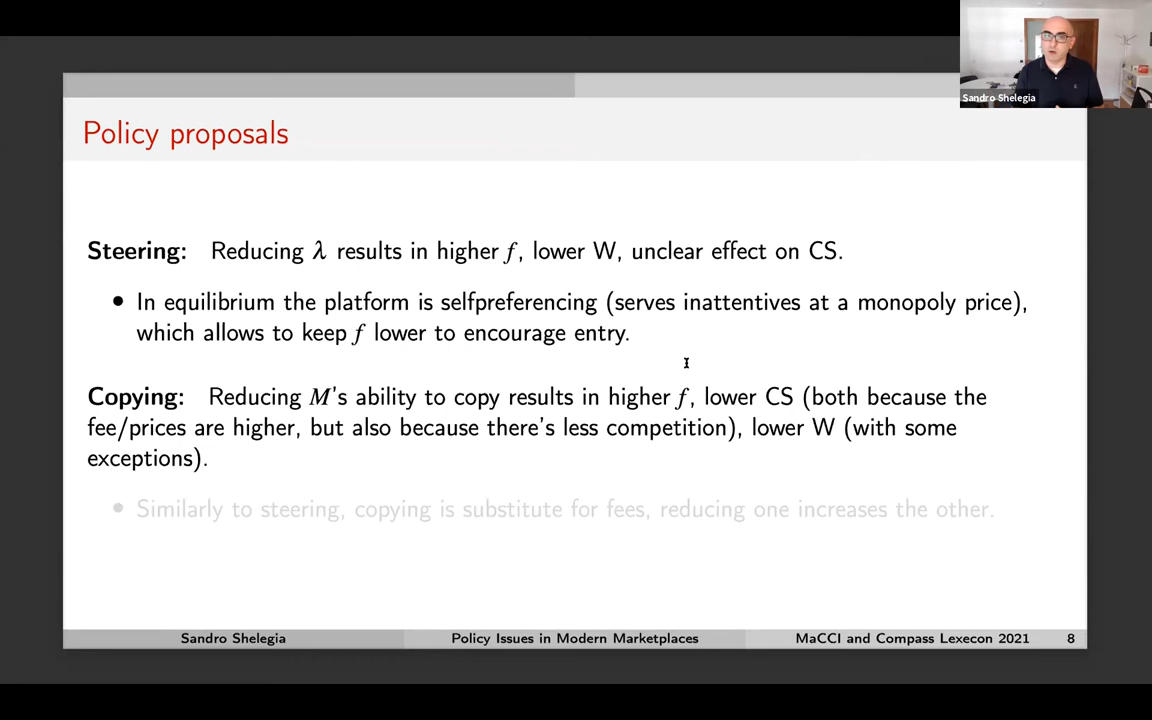 Sandro Shelegia
Policy proposals
Steering: Reducing λ results in higher f, lower W, unclear effect on CS.
• In equilibrium the platform is selfpreferencing (serves inattentives at a monopoly price),
which allows to keep f lower to encourage entry.
Copying: Reducing M's ability to copy results in higher f, lower CS (both because the
fee/prices are higher, but also because there's less competition), lower W (with some
exceptions).
• Similarly to steering, copying is substitute for fees, reducing one increases the other.
Sandro Shelegia Policy Issues in Modern Marketplaces MaCCI and Compass Lexecon 2021 8